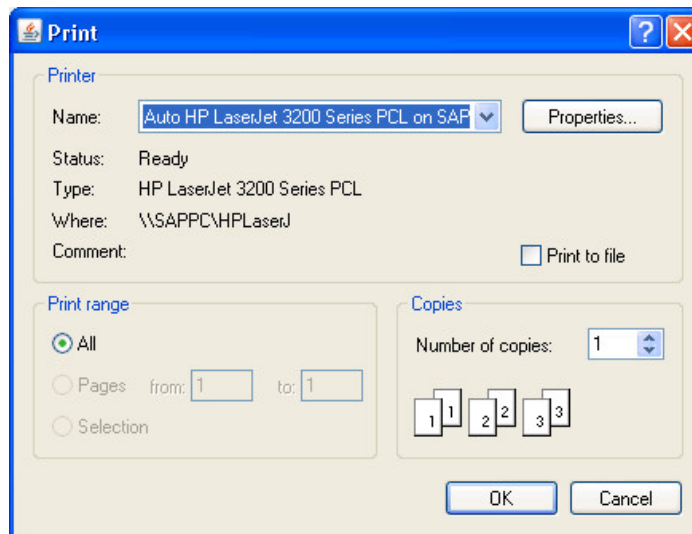 Print
Printer
Name: Auto HP LaserJet 3200 Series PCL on SAP Properties...
Status: Ready
Type: HP LaserJet 3200 Series PCL
Where: \\SAPPC\HPLaserJ
Comment: Print to file
Print range
All
Pages from: 1 to: 1
Selection
Copies
Number of copies: 1
1 1 2 2 3 3
OK Cancel